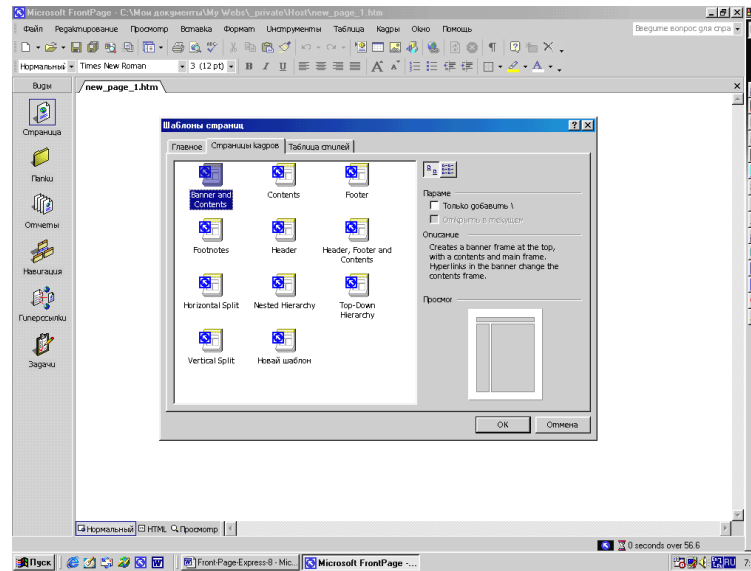 Microsoft FrontPage - C:\Мои документы\My Webs\_private\Host\new_page_1.htm
Файл Редактирование Просмотр Вставка Формат Инструменты Таблица Кадры Окно Помощь
Введите вопрос для спра
Нормальный Times New Roman 3 (12 pt)
Виды
new_page_1.htm
Страница
Папки
Отчеты
Навигация
Гиперссылки
Задачи
Шаблоны страниц
Главное Страницы кадров Таблица стилей
Banner and Contents
Contents
Footer
Footnotes
Header
Header, Footer and Contents
Horizontal Split
Nested Hierarchy
Top-Down Hierarchy
Vertical Split
Новай шаблон
Параме
Только добавить \
Открыть в текущем
Описание
Creates a banner frame at the top,
with a contents and main frame.
Hyperlinks in the banner change the
contents frame.
Просмот
OK Отмена
Нормальный HTML Просмотр
0 seconds over 56.6
Пуск
Front-Page-Express-8 - Mic...
Microsoft FrontPage -...
RU
7: